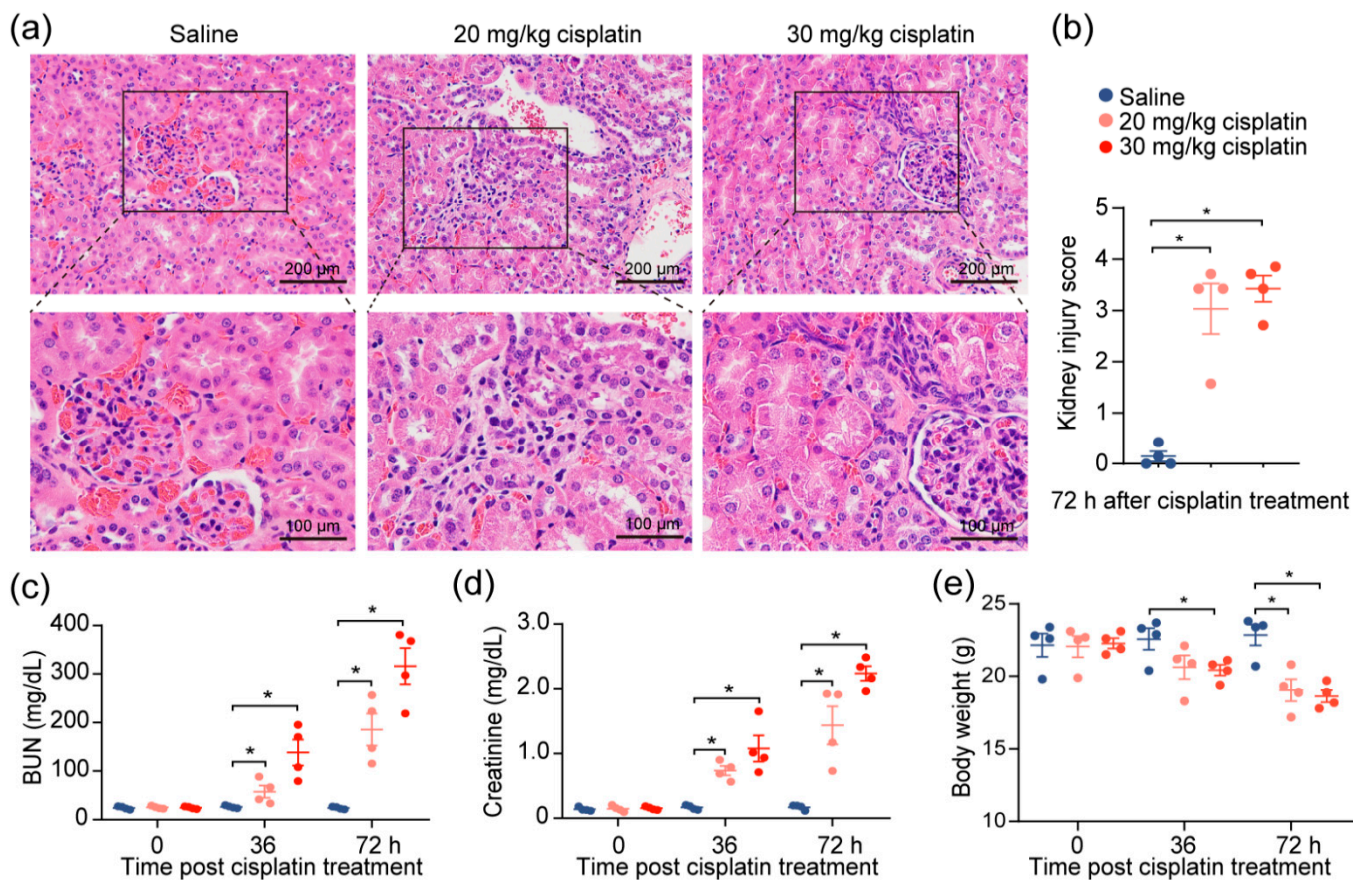 (a)
Saline
20 mg/kg cisplatin
30 mg/kg cisplatin
200 µm
200 µm
200 µm
100 µm
100 µm
100 µm
(b)
Saline
20 mg/kg cisplatin
30 mg/kg cisplatin
Kidney injury score
5
4
3
2
1
0
*
*
72 h after cisplatin treatment
(c)
BUN (mg/dL)
400
300
200
100
0
*
*
*
*
0 36 72 h
Time post cisplatin treatment
(d)
Creatinine (mg/dL)
3.0
2.0
1.0
0
*
*
*
*
0 36 72 h
Time post cisplatin treatment
(e)
Body weight (g)
25
20
15
10
*
*
*
0 36 72 h
Time post cisplatin treatment